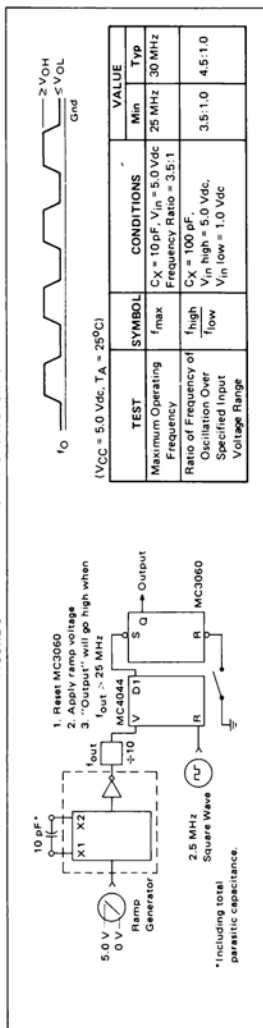 1. Reset MC3060
2. Apply ramp voltage
3. "Output" will go high when
fout > 25 MHz
10 pF*
X1 X2
5.0 V
0 V
Ramp
Generator
fout
÷10
MC4044
V D1
R
S
Q
Output
R
MC3060
2.5 MHz
Square Wave
*Including total
parasitic capacitance.
fO
≥ VOH
≤ VOL
Gnd
(VCC = 5.0 Vdc, TA = 25°C)
TEST SYMBOL CONDITIONS VALUE
Min Typ
Maximum Operating
Frequency
fmax
CX = 10 pF, Vin = 5.0 Vdc
Frequency Ratio = 3.5:1
25 MHz 30 MHz
Ratio of Frequency of
Oscillation Over
Specified Input
Voltage Range
fhigh
flow
CX = 100 pF,
Vin high = 5.0 Vdc,
Vin low = 1.0 Vdc
3.5:1.0 4.5:1.0